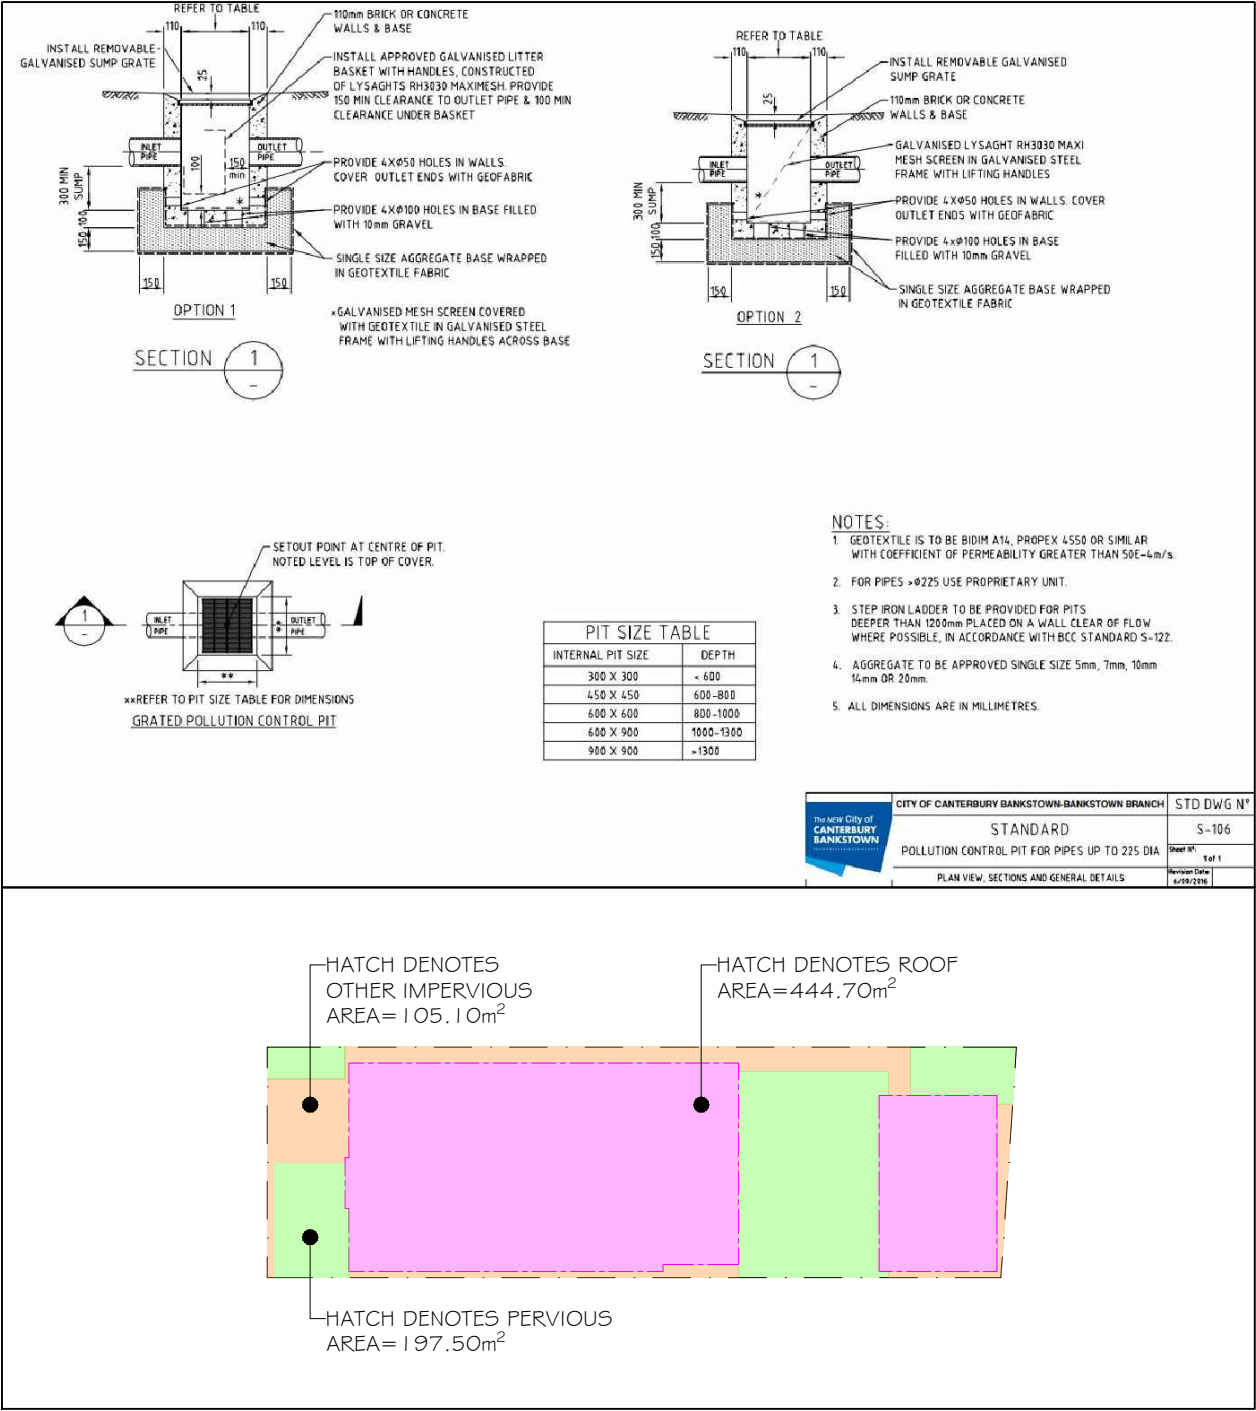 REFER TO TABLE
110
110
110mm BRICK OR CONCRETE
WALLS & BASE
INSTALL REMOVABLE
GALVANISED SUMP GRATE
25
INSTALL APPROVED GALVANISED LITTER
BASKET WITH HANDLES, CONSTRUCTED
OF LYSAGHTS RH3030 MAXIMESH. PROVIDE
150 MIN CLEARANCE TO OUTLET PIPE & 100 MIN
CLEARANCE UNDER BASKET
INLET
PIPE
OUTLET
PIPE
100
150
min
300 MIN
SUMP
100
150
*
PROVIDE 4XØ50 HOLES IN WALLS.
COVER OUTLET ENDS WITH GEOFABRIC
PROVIDE 4XØ100 HOLES IN BASE FILLED
WITH 10mm GRAVEL
SINGLE SIZE AGGREGATE BASE WRAPPED
IN GEOTEXTILE FABRIC
150
150
OPTION 1
*GALVANISED MESH SCREEN COVERED
WITH GEOTEXTILE IN GALVANISED STEEL
FRAME WITH LIFTING HANDLES ACROSS BASE
SECTION
1
–
REFER TO TABLE
110
110
INSTALL REMOVABLE GALVANISED
SUMP GRATE
25
110mm BRICK OR CONCRETE
WALLS & BASE
GALVANISED LYSAGHT RH3030 MAXI
MESH SCREEN IN GALVANISED STEEL
FRAME WITH LIFTING HANDLES
INLET
PIPE
OUTLET
PIPE
300 MIN
SUMP
100
150
*
PROVIDE 4XØ50 HOLES IN WALLS. COVER
OUTLET ENDS WITH GEOFABRIC
PROVIDE 4xØ100 HOLES IN BASE
FILLED WITH 10mm GRAVEL
SINGLE SIZE AGGREGATE BASE WRAPPED
IN GEOTEXTILE FABRIC
150
150
OPTION 2
SECTION
1
–
SETOUT POINT AT CENTRE OF PIT.
NOTED LEVEL IS TOP OF COVER.
1
–
INLET
PIPE
OUTLET
PIPE
**
**
**REFER TO PIT SIZE TABLE FOR DIMENSIONS
GRATED POLLUTION CONTROL PIT
PIT SIZE TABLE
INTERNAL PIT SIZE DEPTH
300 X 300 < 600
450 X 450 600-800
600 X 600 800-1000
600 X 900 1000-1300
900 X 900 >1300
NOTES:
1. GEOTEXTILE IS TO BE BIDIM A14, PROPEX 4550 OR SIMILAR
WITH COEFFICIENT OF PERMEABILITY GREATER THAN 50E-4m/s.
2. FOR PIPES >Ø225 USE PROPRIETARY UNIT.
3. STEP IRON LADDER TO BE PROVIDED FOR PITS
DEEPER THAN 1200mm PLACED ON A WALL CLEAR OF FLOW
WHERE POSSIBLE, IN ACCORDANCE WITH BCC STANDARD S-122.
4. AGGREGATE TO BE APPROVED SINGLE SIZE 5mm, 7mm, 10mm
14mm OR 20mm.
5. ALL DIMENSIONS ARE IN MILLIMETRES.
The NEW City of
CANTERBURY
BANKSTOWN
CITY OF CANTERBURY BANKSTOWN-BANKSTOWN BRANCH
STD DWG N°
STANDARD
S-106
POLLUTION CONTROL PIT FOR PIPES UP TO 225 DIA
Sheet N°:
1 of 1
PLAN VIEW, SECTIONS AND GENERAL DETAILS
Revision Date:
6/09/2016
HATCH DENOTES
OTHER IMPERVIOUS
AREA=105.10m²
HATCH DENOTES ROOF
AREA=444.70m²
HATCH DENOTES PERVIOUS
AREA=197.50m²